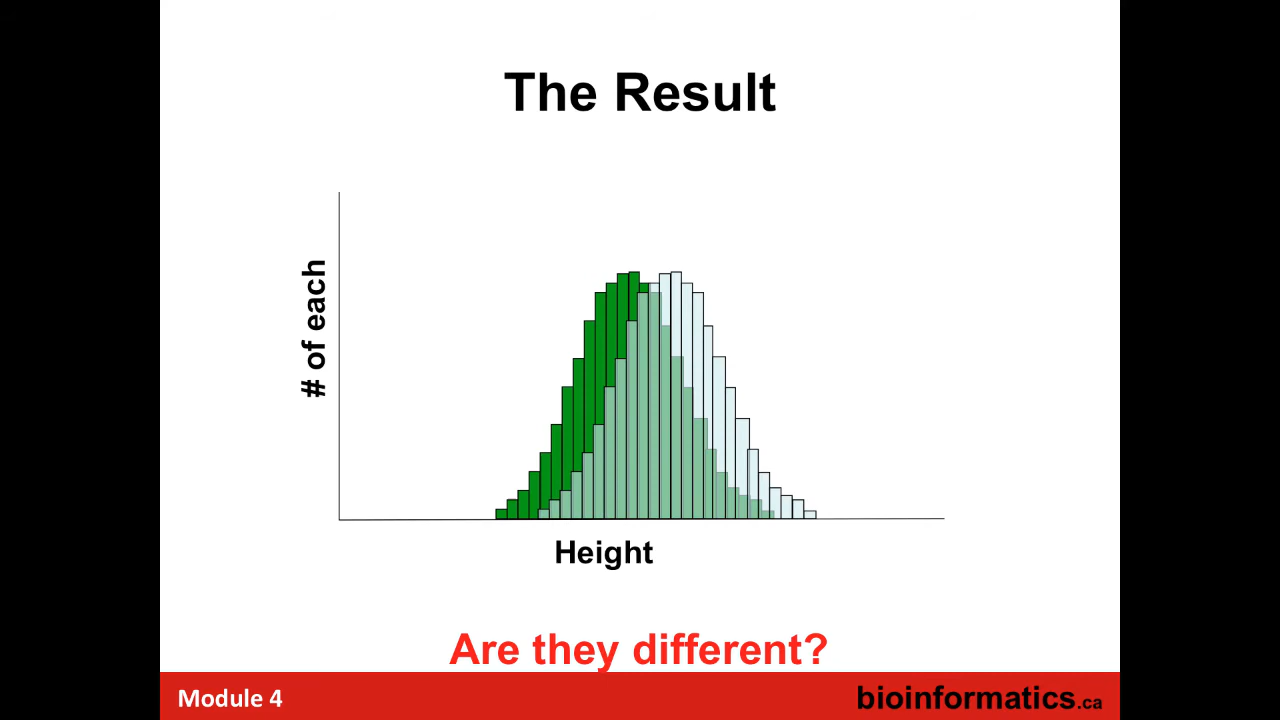 The Result
# of each
Height
Are they different?
Module 4
bioinformatics.ca